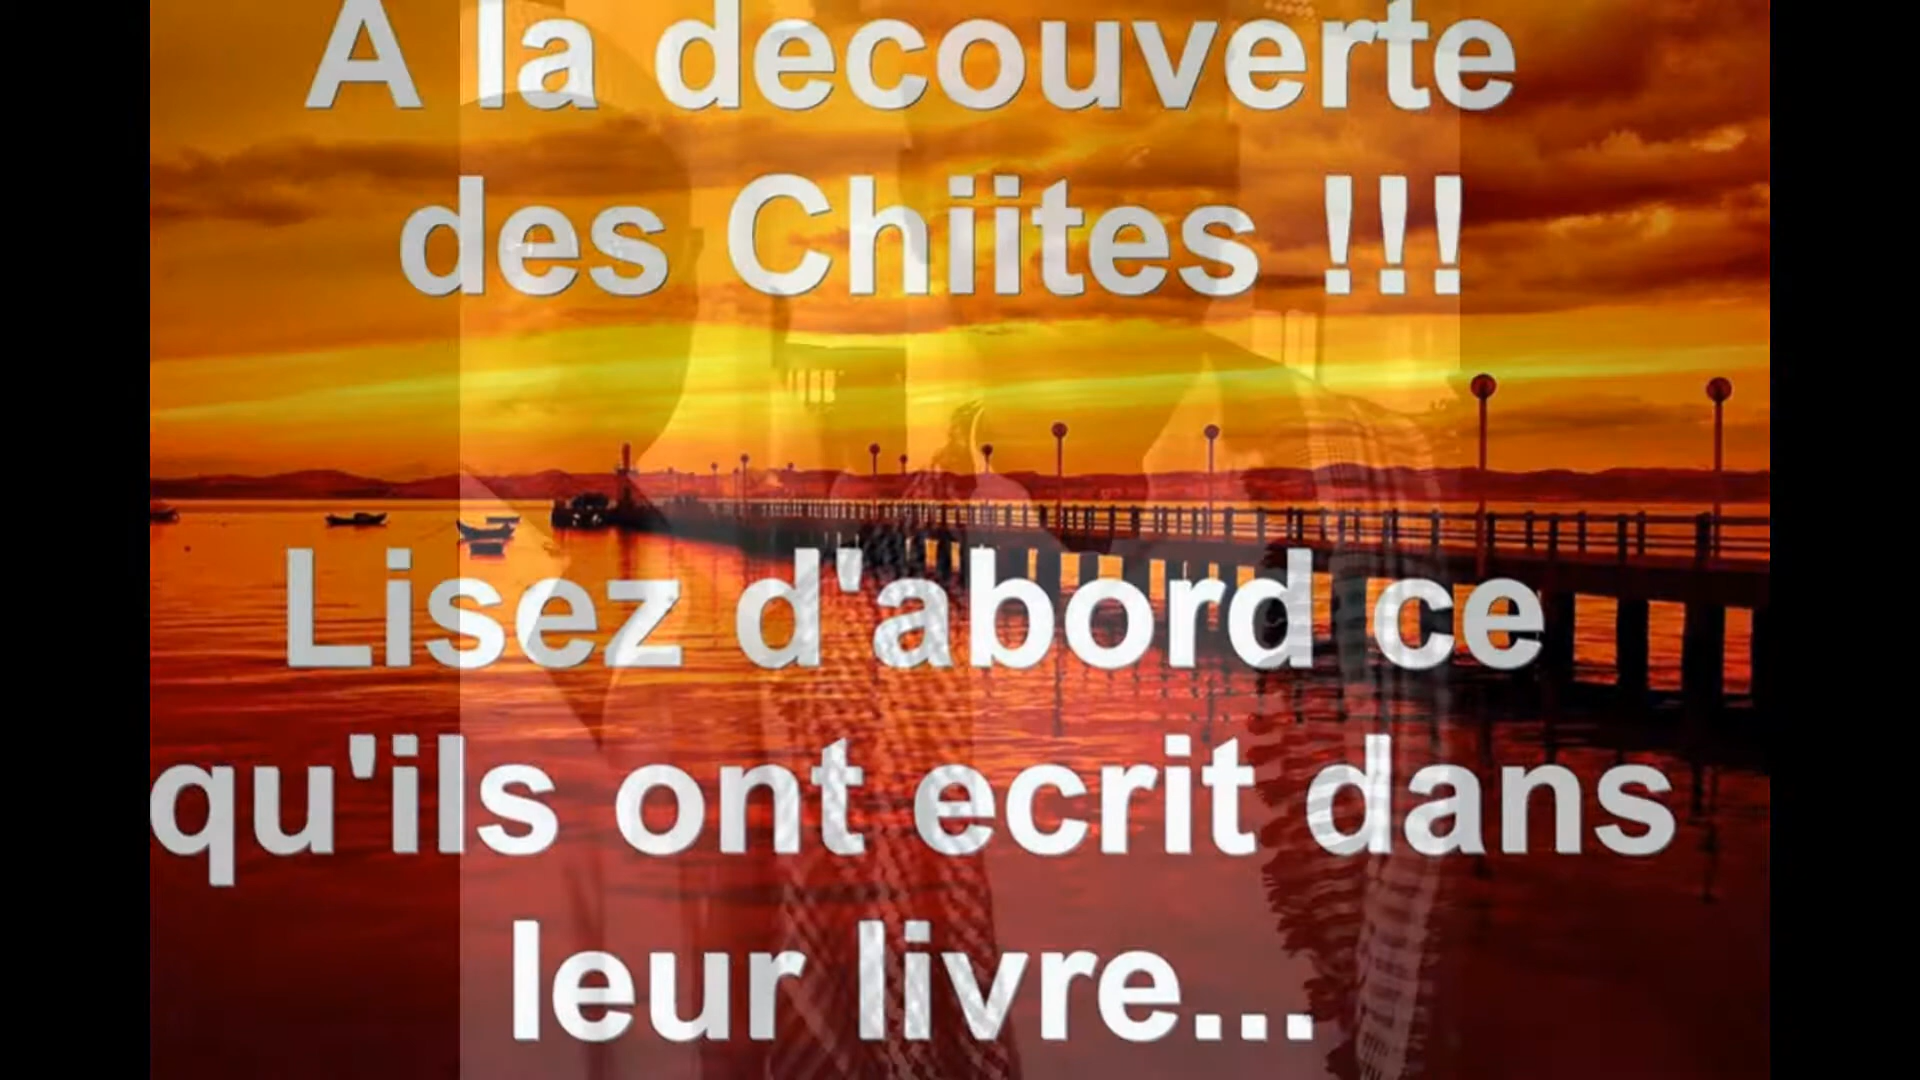 A la decouverte
des Chiites !!!
Lisez d'abord ce
qu'ils ont ecrit dans
leur livre...